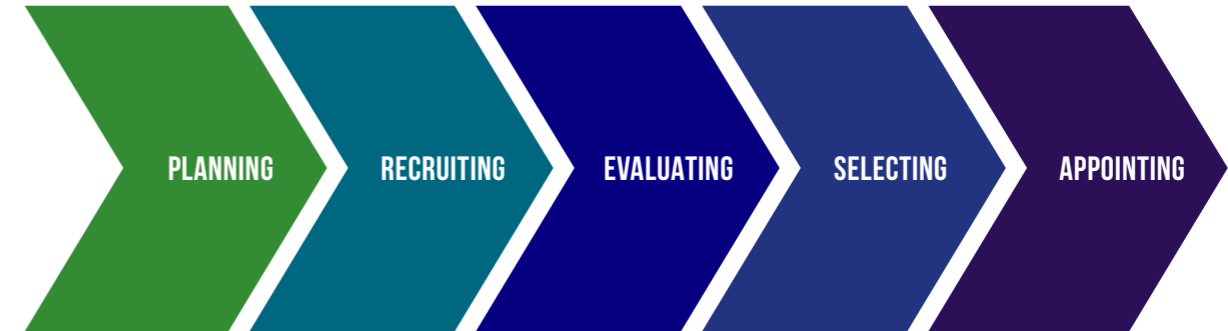 PLANNING
RECRUITING
EVALUATING
SELECTING
APPOINTING